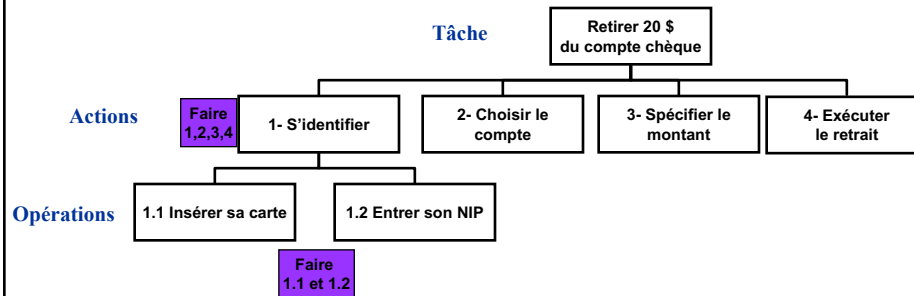 Tâche
Retirer 20 $
du compte chèque
Actions
Faire
1,2,3,4
1- S’identifier
2- Choisir le
compte
3- Spécifier le
montant
4- Exécuter
le retrait
Opérations
1.1 Insérer sa carte
1.2 Entrer son NIP
Faire
1.1 et 1.2